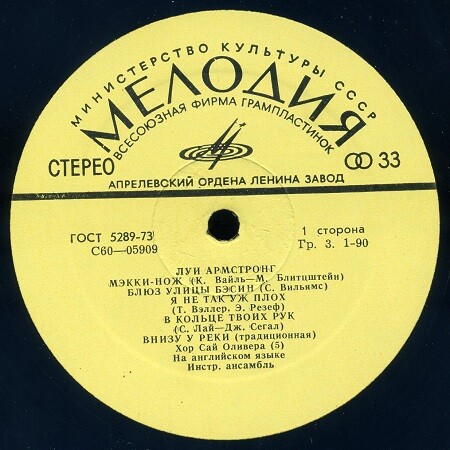 МИНИСТЕРСТВО КУЛЬТУРЫ СССР
МЕЛОДИЯ
ВСЕСОЮЗНАЯ ФИРМА ГРАМПЛАСТИНОК
СТЕРЕО
33
АПРЕЛЕВСКИЙ ОРДЕНА ЛЕНИНА ЗАВОД
ГОСТ 5289-73
1 сторона
С60—05909
Гр. 3. 1-90
ЛУИ АРМСТРОНГ
МЭККИ-НОЖ (К. Вайль—М. Блитцштейн)
БЛЮЗ УЛИЦЫ БЭСИН (С. Вильямс)
Я НЕ ТАК УЖ ПЛОХ
(Т. Вэллер, Э. Резеф)
В КОЛЬЦЕ ТВОИХ РУК
(С. Лай—Дж. Сегал)
ВНИЗУ У РЕКИ (традиционная)
Хор Сай Оливера (5)
На английском языке
Инстр. ансамбль